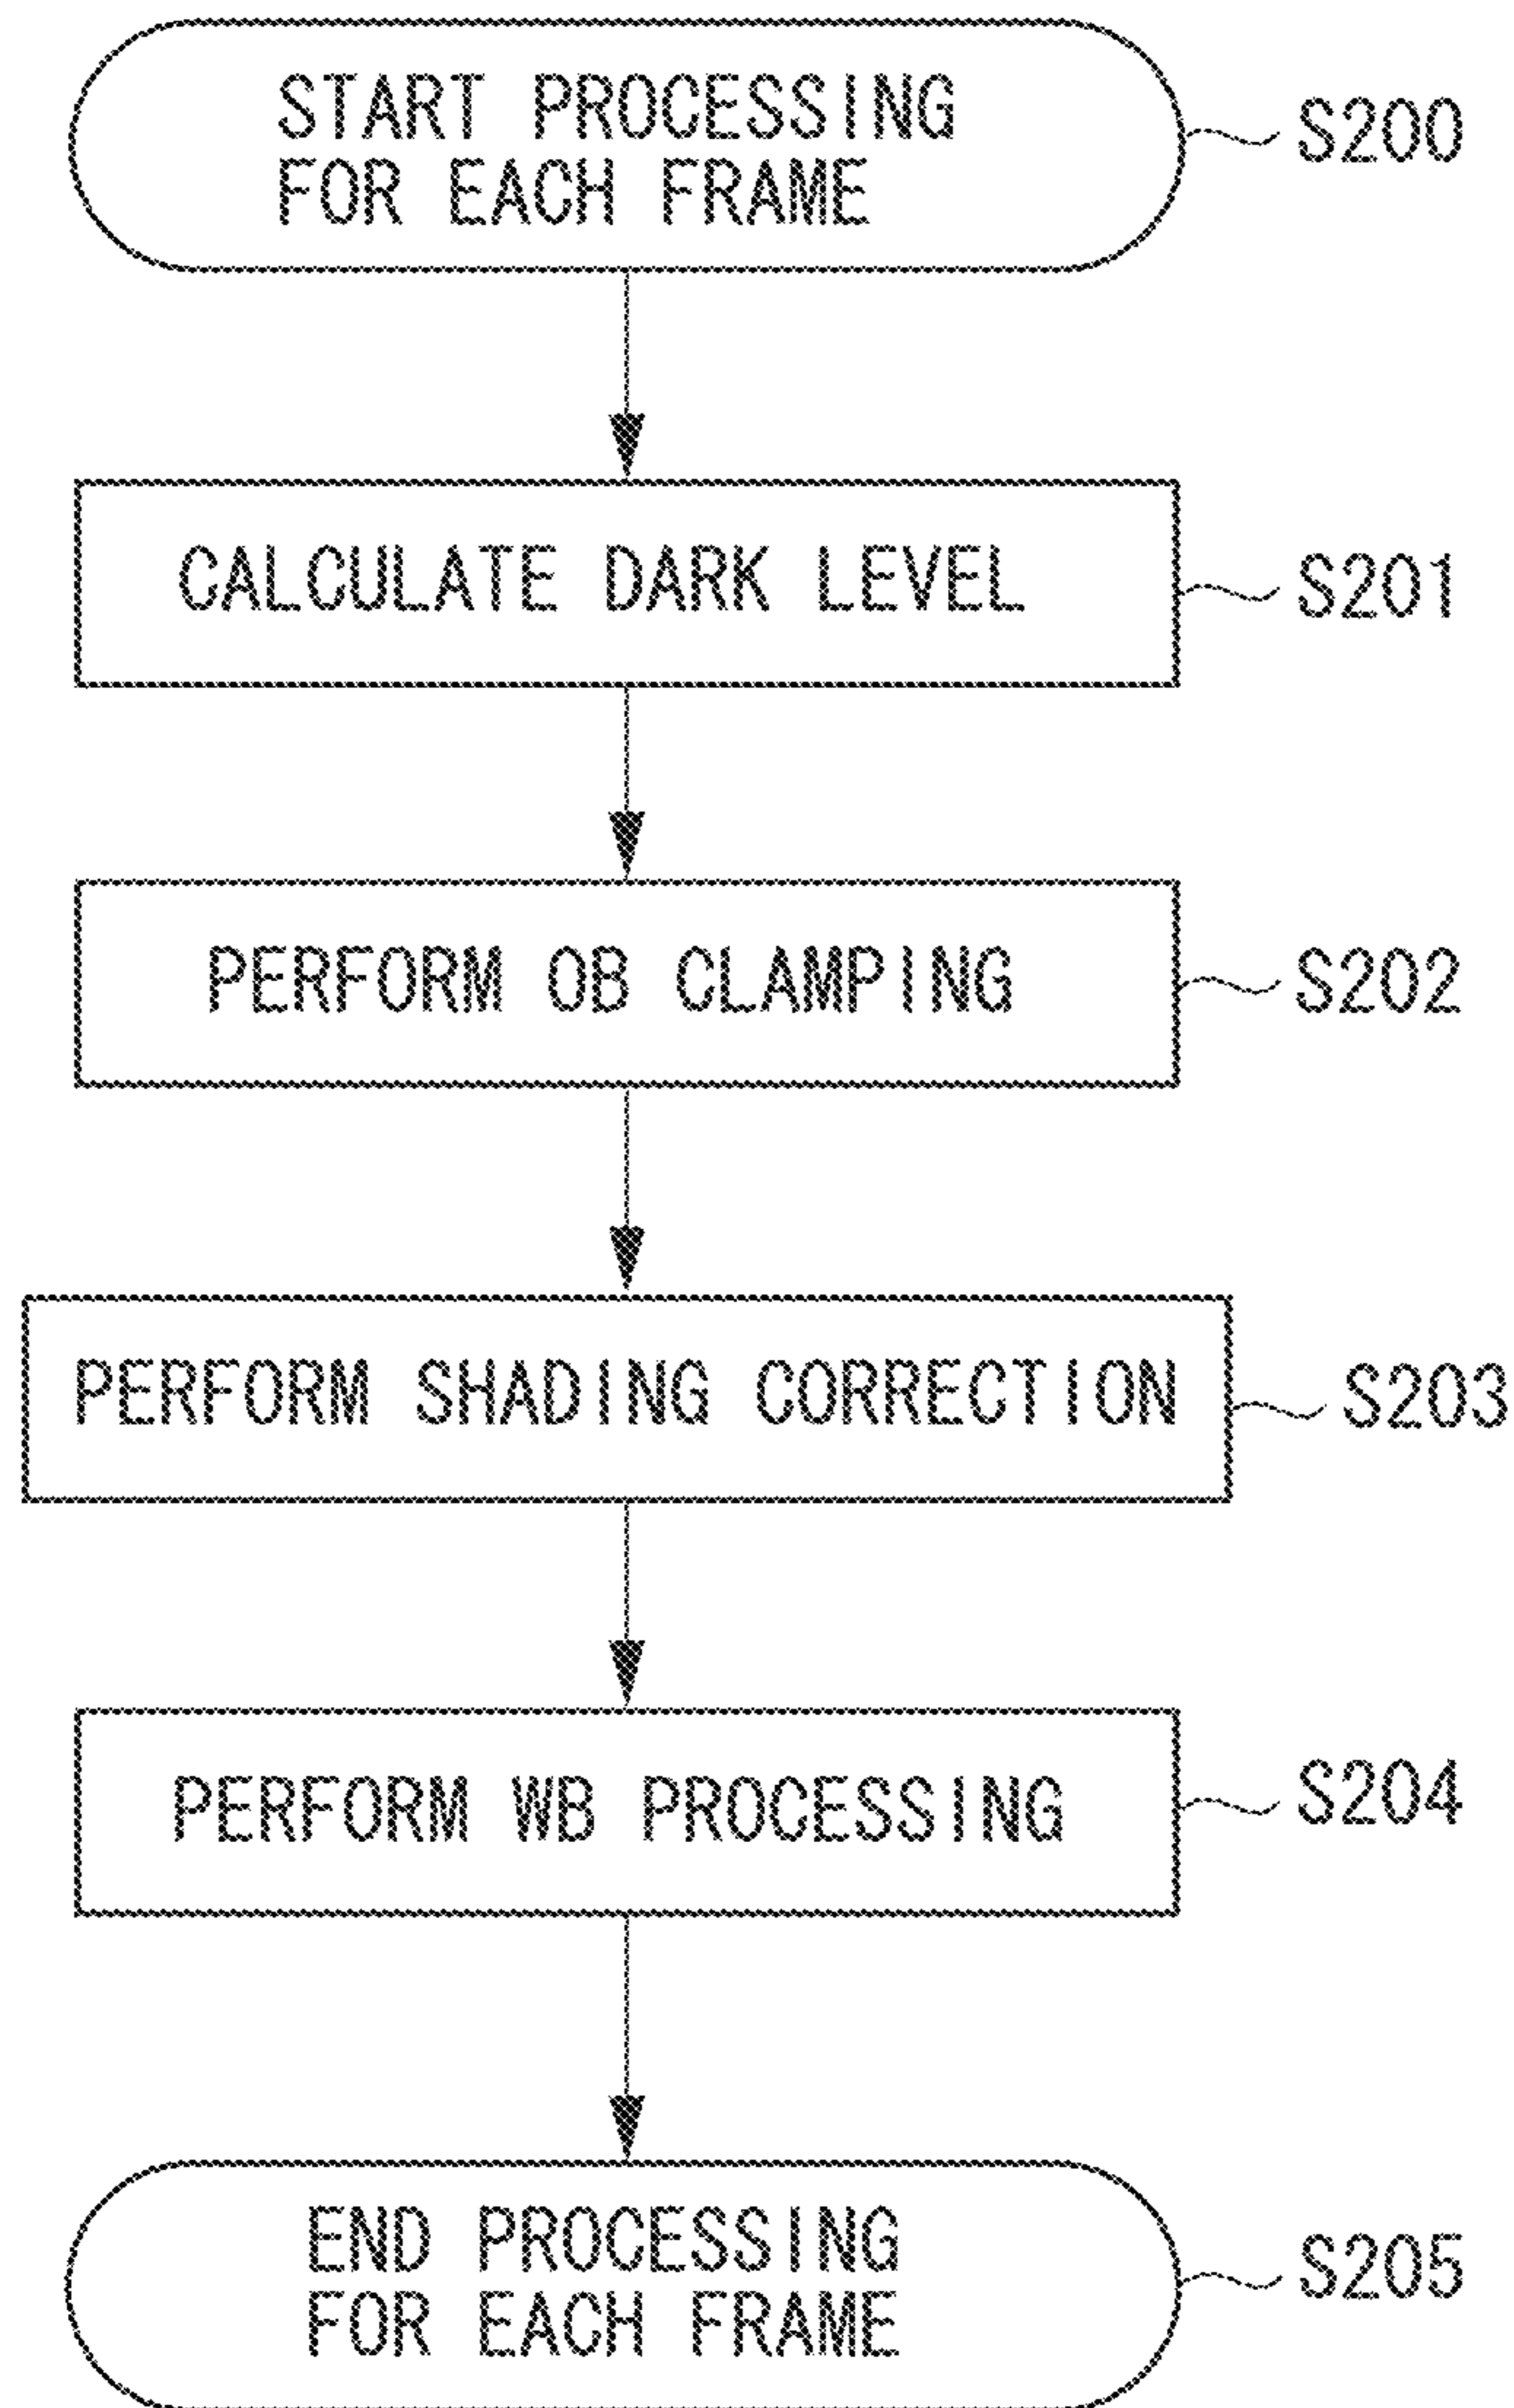 START PROCESSING
FOR EACH FRAME
S200
CALCULATE DARK LEVEL
S201
PERFORM OB CLAMPING
S202
PERFORM SHADING CORRECTION
S203
PERFORM WB PROCESSING
S204
END PROCESSING
FOR EACH FRAME
S205